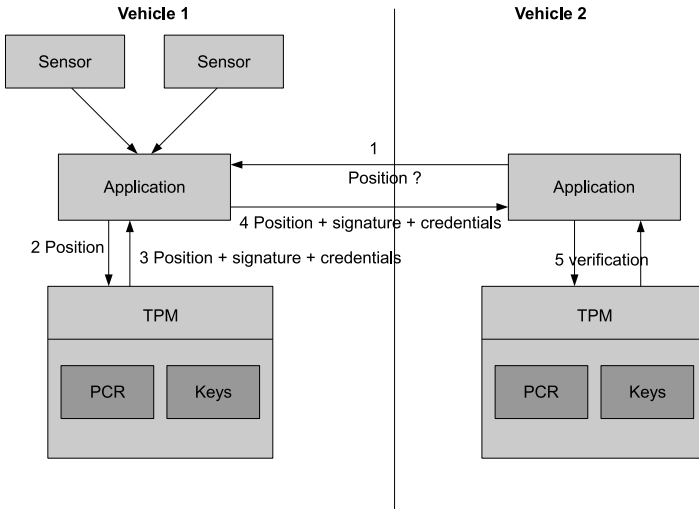 Vehicle 1
Vehicle 2
Sensor
Sensor
1
Position ?
Application
Application
4 Position + signature + credentials
2 Position
3 Position + signature + credentials
5 verification
TPM
TPM
PCR
Keys
PCR
Keys